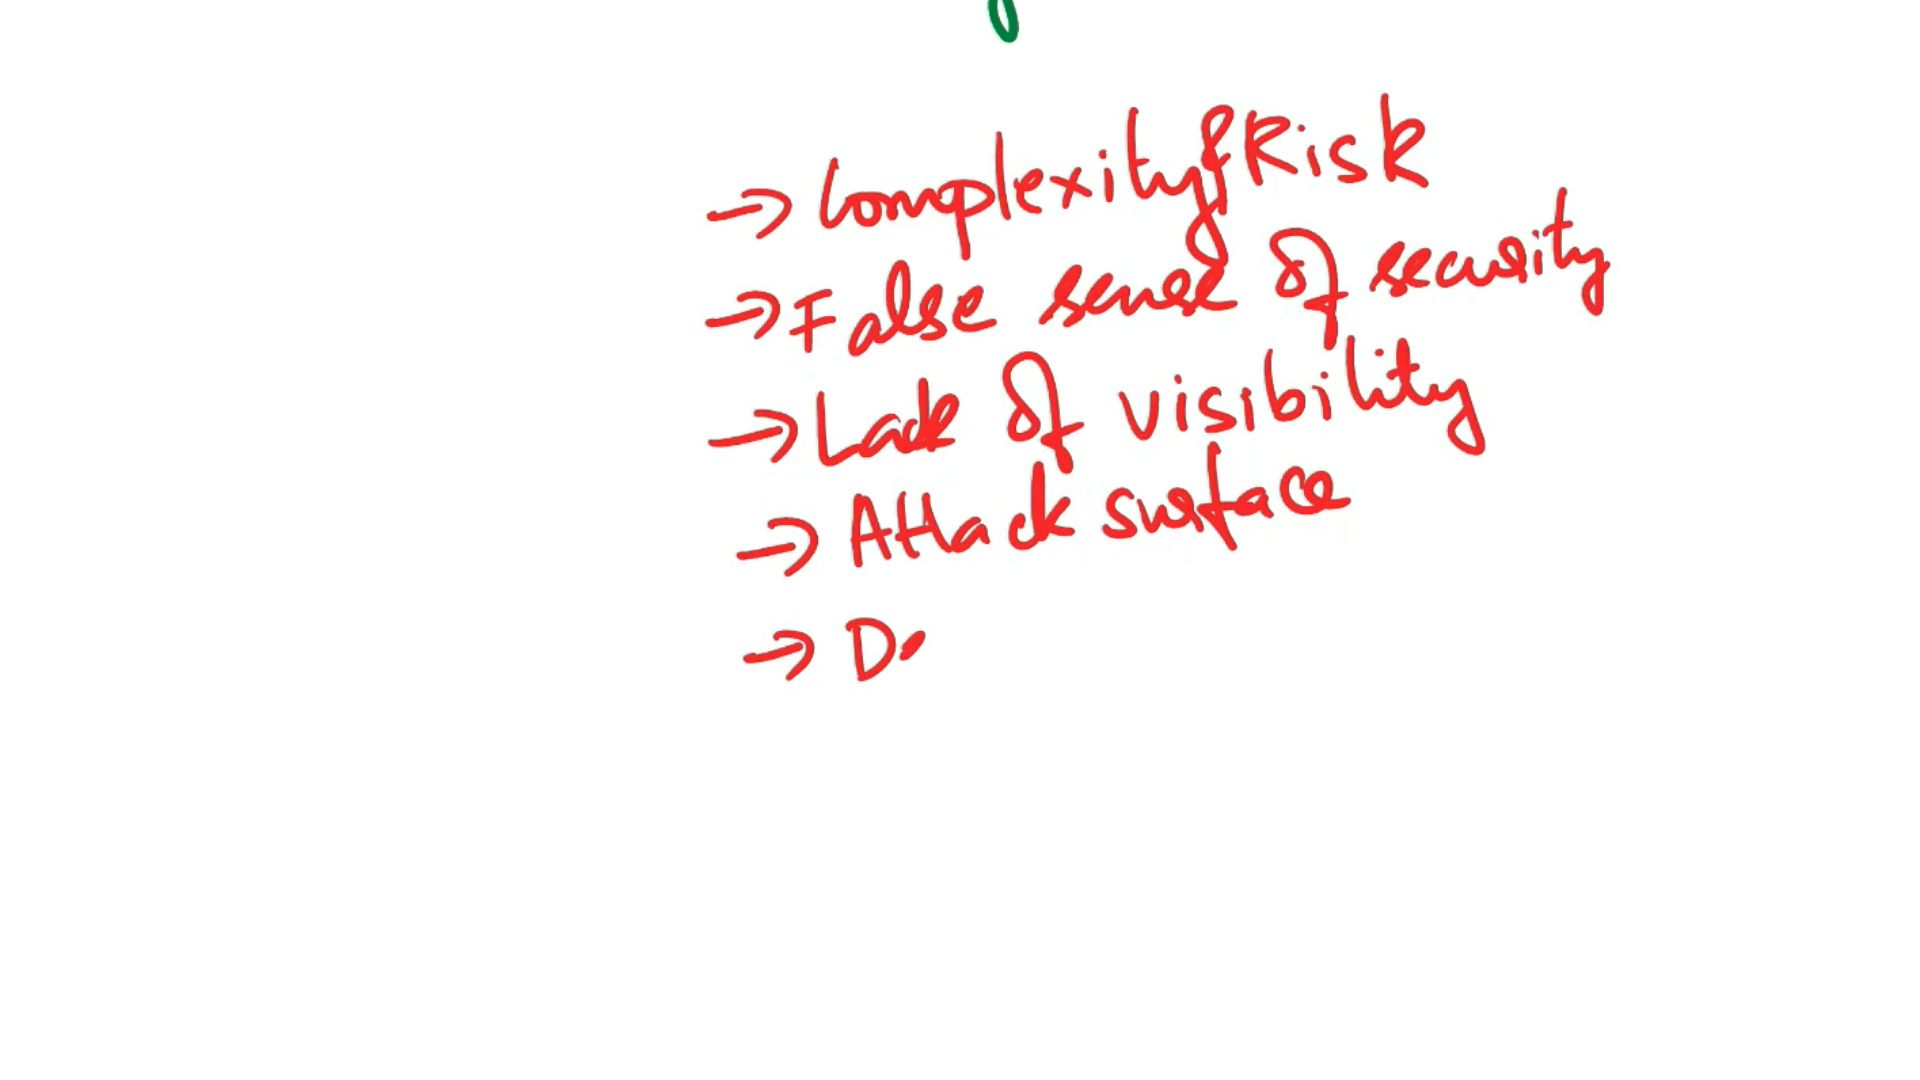 → Complexity & Risk
→ False sense of security
→ Lack of visibility
→ Attack surface
→ D